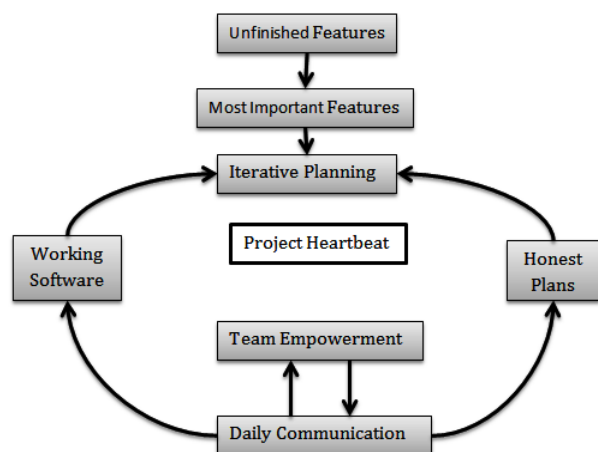 Unfinished Features
Most Important Features
Iterative Planning
Project Heartbeat
Working
Software
Honest
Plans
Team Empowerment
Daily Communication